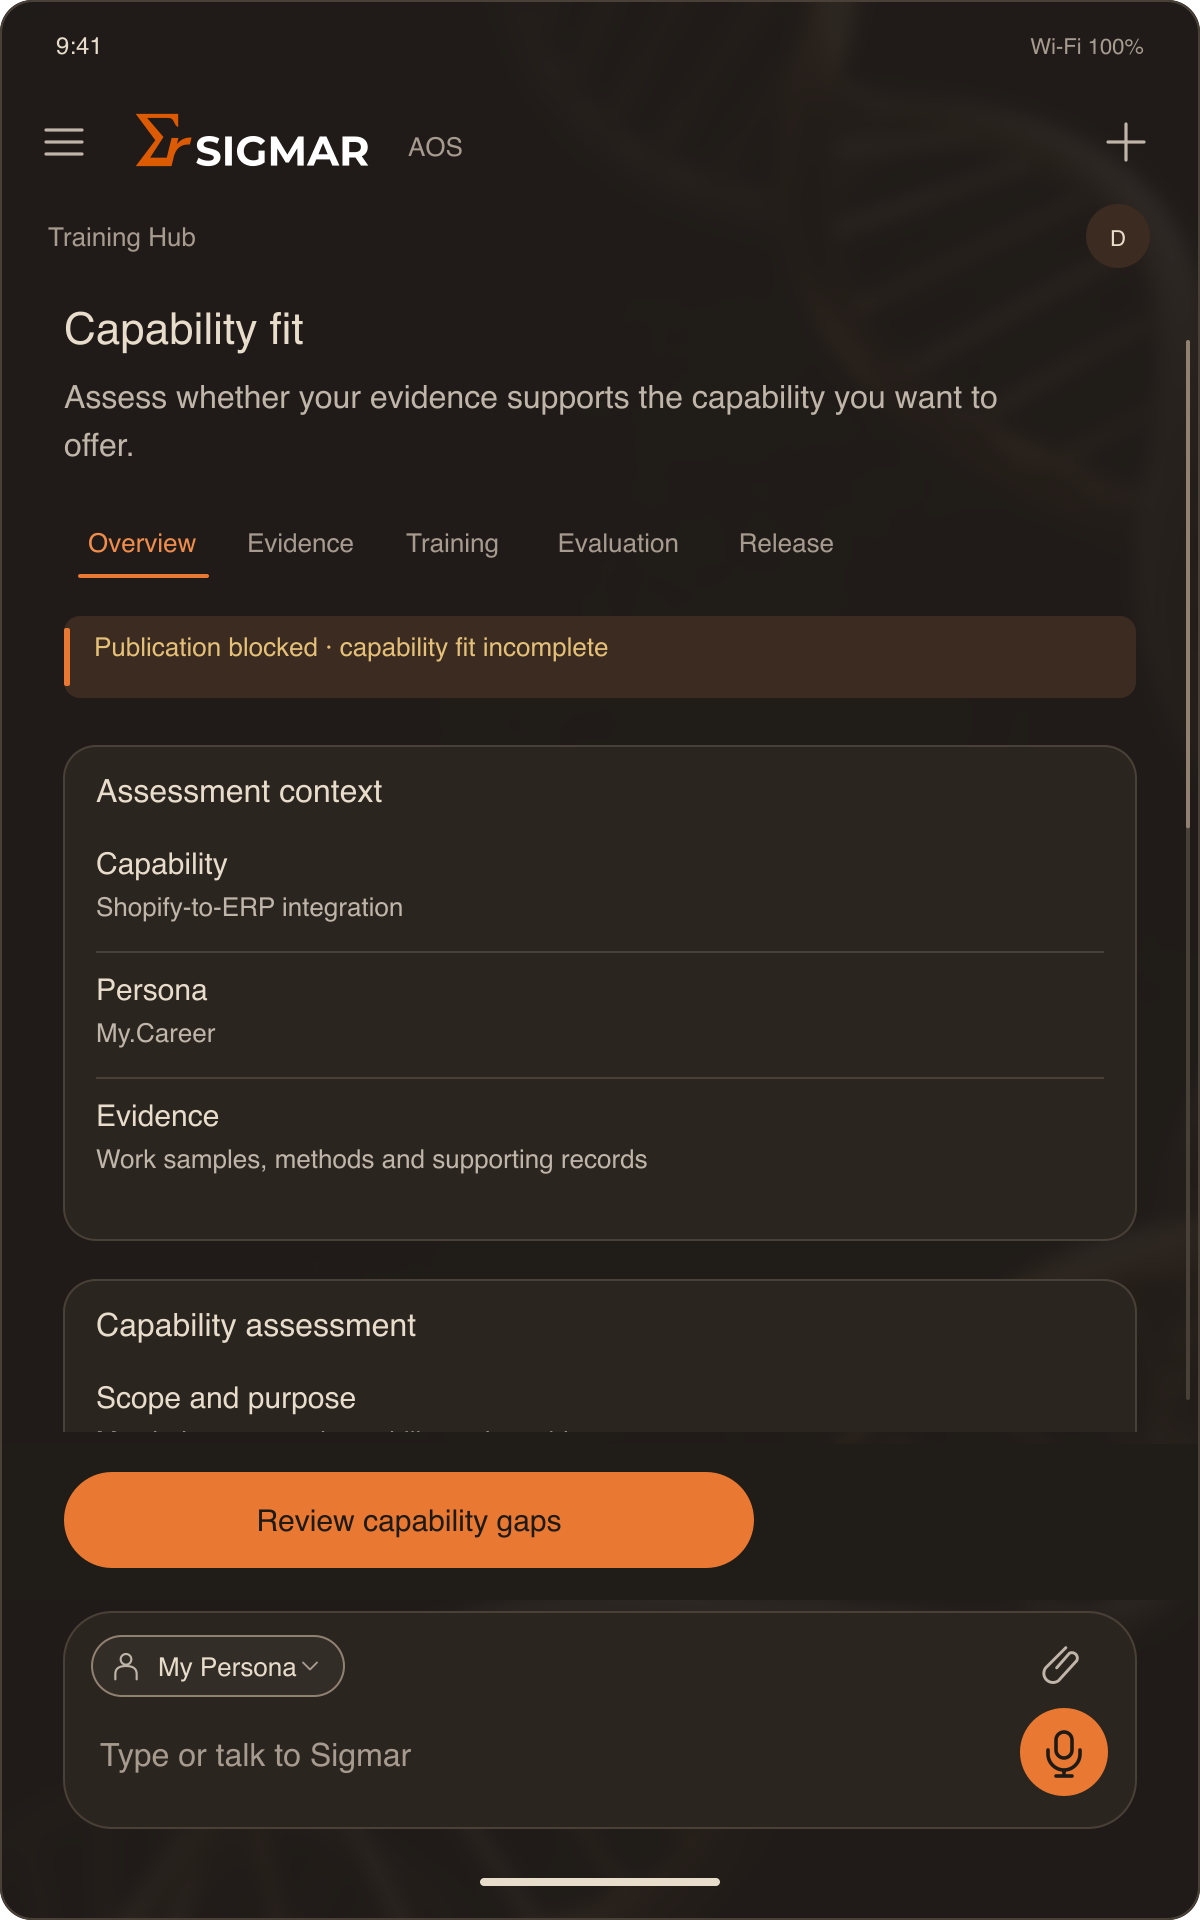 9:41
Wi-Fi 100%
Σr SIGMAR AOS
Training Hub
D
Capability fit
Assess whether your evidence supports the capability you want to
offer.
Overview Evidence Training Evaluation Release
Publication blocked · capability fit incomplete
Assessment context
Capability
Shopify-to-ERP integration
Persona
My.Career
Evidence
Work samples, methods and supporting records
Capability assessment
Scope and purpose
Review capability gaps
My Persona
Type or talk to Sigmar